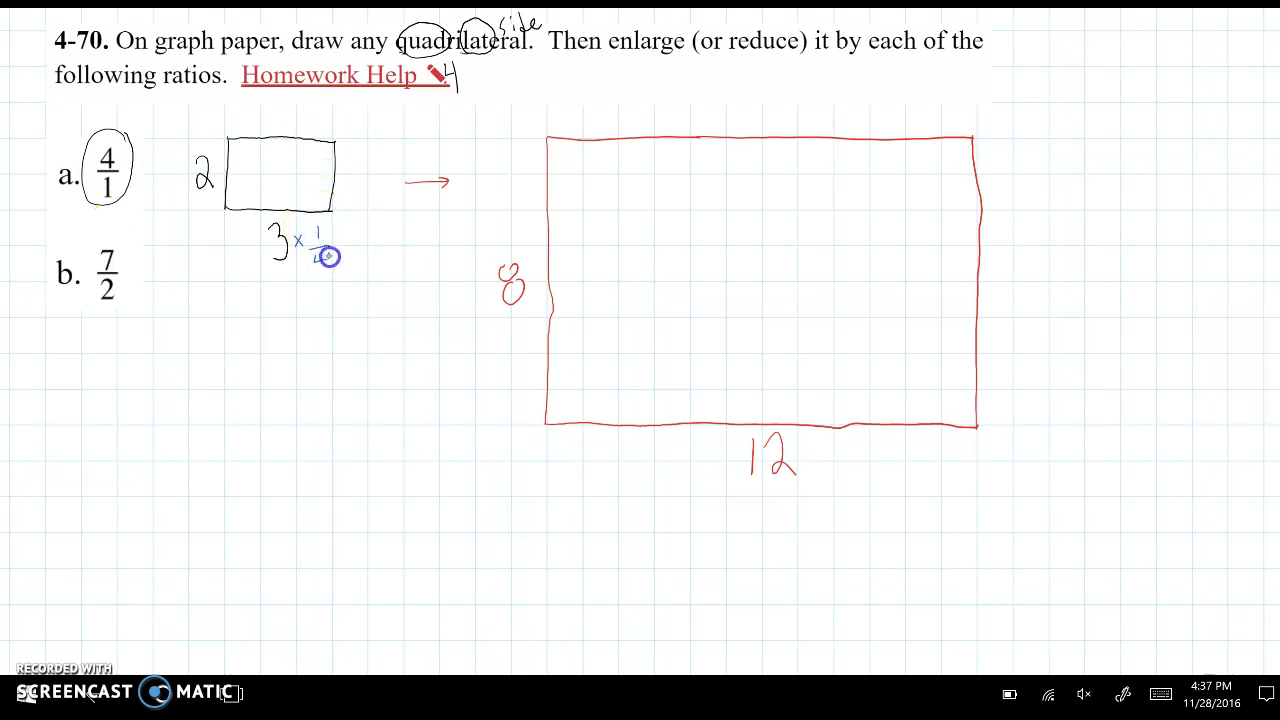 side
4-70. On graph paper, draw any quadrilateral. Then enlarge (or reduce) it by each of the
following ratios. Homework Help
4
a. 4/1
2
3 × 1/4
b. 7/2
8
12
RECORDED WITH
SCREENCAST MATIC
4:37 PM
11/28/2016